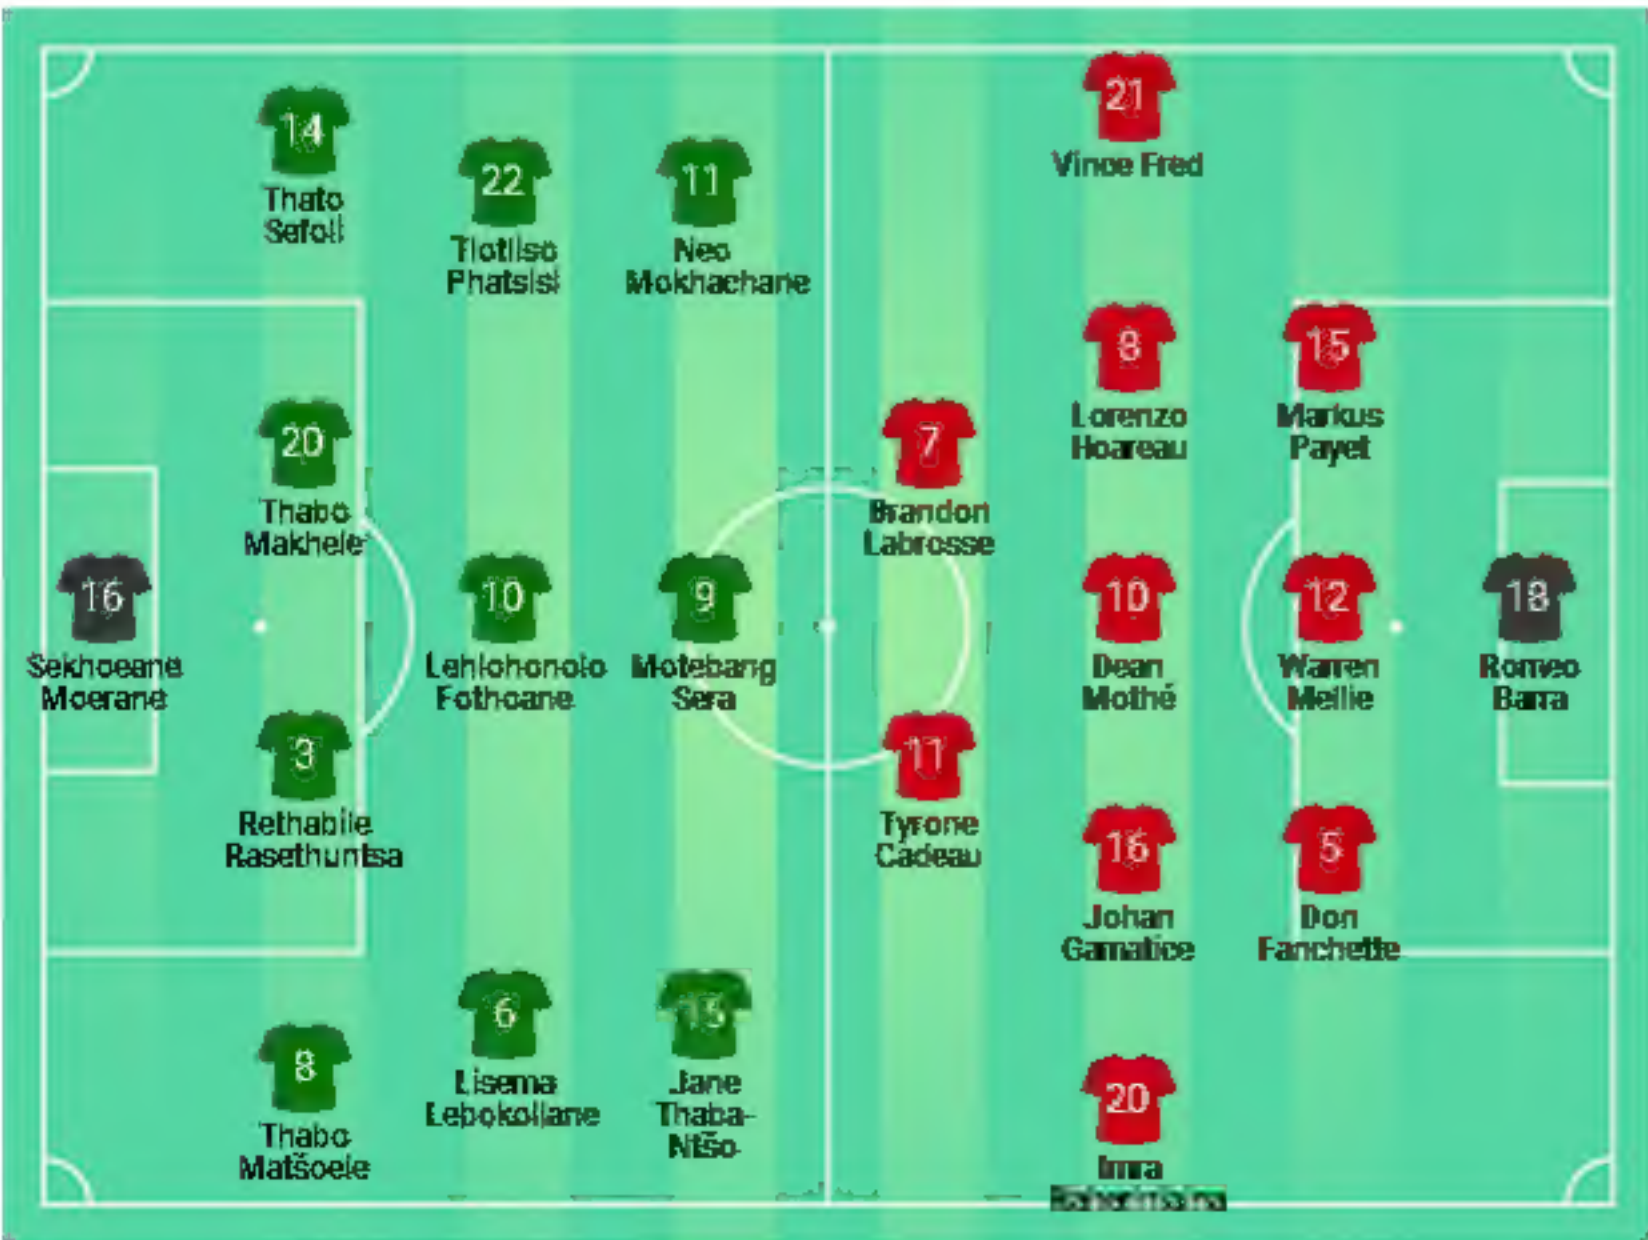 14
Thato
Sefoli
22
Tlotliso
Phatsisi
11
Neo
Mokhachane
20
Thabo
Makhele
16
Sekhoeane
Moerane
10
Lehlohonolo
Fothoane
9
Motebang
Sera
3
Rethabile
Rasethuntsa
8
Thabo
Matšoele
6
Lisema
Lebokollane
15
Jane
Thaba-
Ntšo
21
Vince Fred
8
Lorenzo
Hoareau
15
Markus
Payet
7
Brandon
Labrosse
10
Dean
Mothé
12
Warren
Mellie
18
Romeo
Barra
11
Tyrone
Cadeau
16
Johan
Gamatice
5
Don
Fanchette
20
Imra